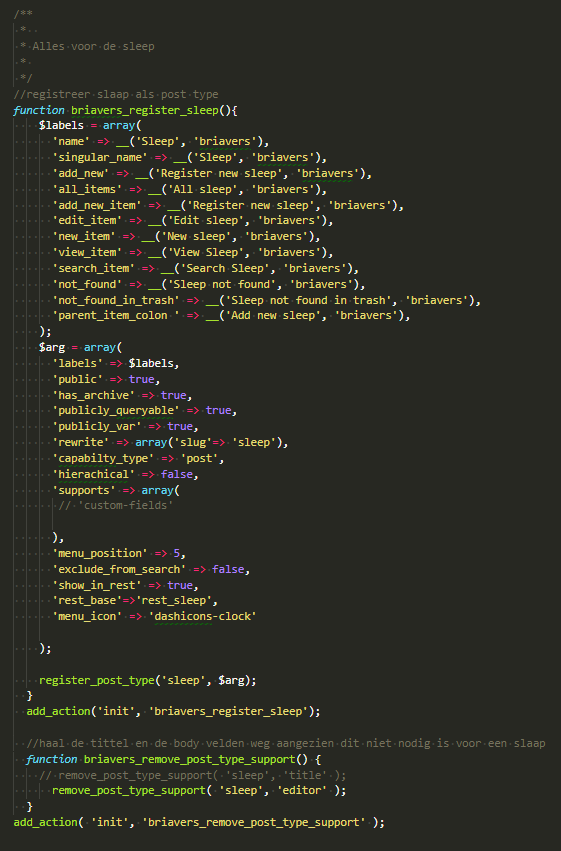 /**
*
* Alles voor de sleep
*
*/
//registreer slaap als post type
function briavers_register_sleep(){
$labels = array(
'name' => __('Sleep', 'briavers'),
'singular_name' => __('Sleep', 'briavers'),
'add_new' => __('Register new sleep', 'briavers'),
'all_items' => __('All sleep', 'briavers'),
'add_new_item' => __('Register new sleep', 'briavers'),
'edit_item' => __('Edit sleep', 'briavers'),
'new_item' => __('New sleep', 'briavers'),
'view_item' => __('View Sleep', 'briavers'),
'search_item' => __('Search Sleep', 'briavers'),
'not_found' => __('Sleep not found', 'briavers'),
'not_found_in_trash' => __('Sleep not found in trash', 'briavers'),
'parent_item_colon ' => __('Add new sleep', 'briavers'),
);
$arg = array(
'labels' => $labels,
'public' => true,
'has_archive' => true,
'publicly_queryable' => true,
'publicly_var' => true,
'rewrite' => array('slug'=> 'sleep'),
'capabilty_type' => 'post',
'hierachical' => false,
'supports' => array(
// 'custom-fields'
),
'menu_position' => 5,
'exclude_from_search' => false,
'show_in_rest' => true,
'rest_base'=>'rest_sleep',
'menu_icon' => 'dashicons-clock'
);
register_post_type('sleep', $arg);
}
add_action('init', 'briavers_register_sleep');
//haal de tittel en de body velden weg aangezien dit niet nodig is voor een slaap
function briavers_remove_post_type_support() {
// remove_post_type_support( 'sleep', 'title' );
remove_post_type_support( 'sleep', 'editor' );
}
add_action( 'init', 'briavers_remove_post_type_support' );